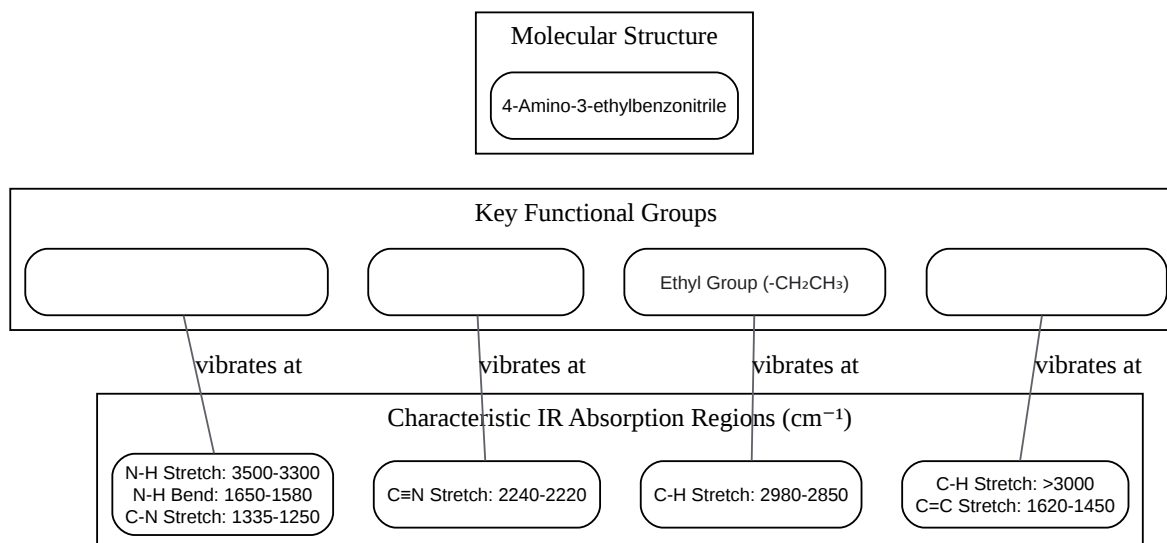 Molecular Structure
4-Amino-3-ethylbenzonitrile
Key Functional Groups
Ethyl Group (-CH₂CH₃)
vibrates at
vibrates at
vibrates at
vibrates at
Characteristic IR Absorption Regions (cm⁻¹)
N-H Stretch: 3500-3300
N-H Bend: 1650-1580
C-N Stretch: 1335-1250
C≡N Stretch: 2240-2220
C-H Stretch: 2980-2850
C-H Stretch: >3000
C=C Stretch: 1620-1450